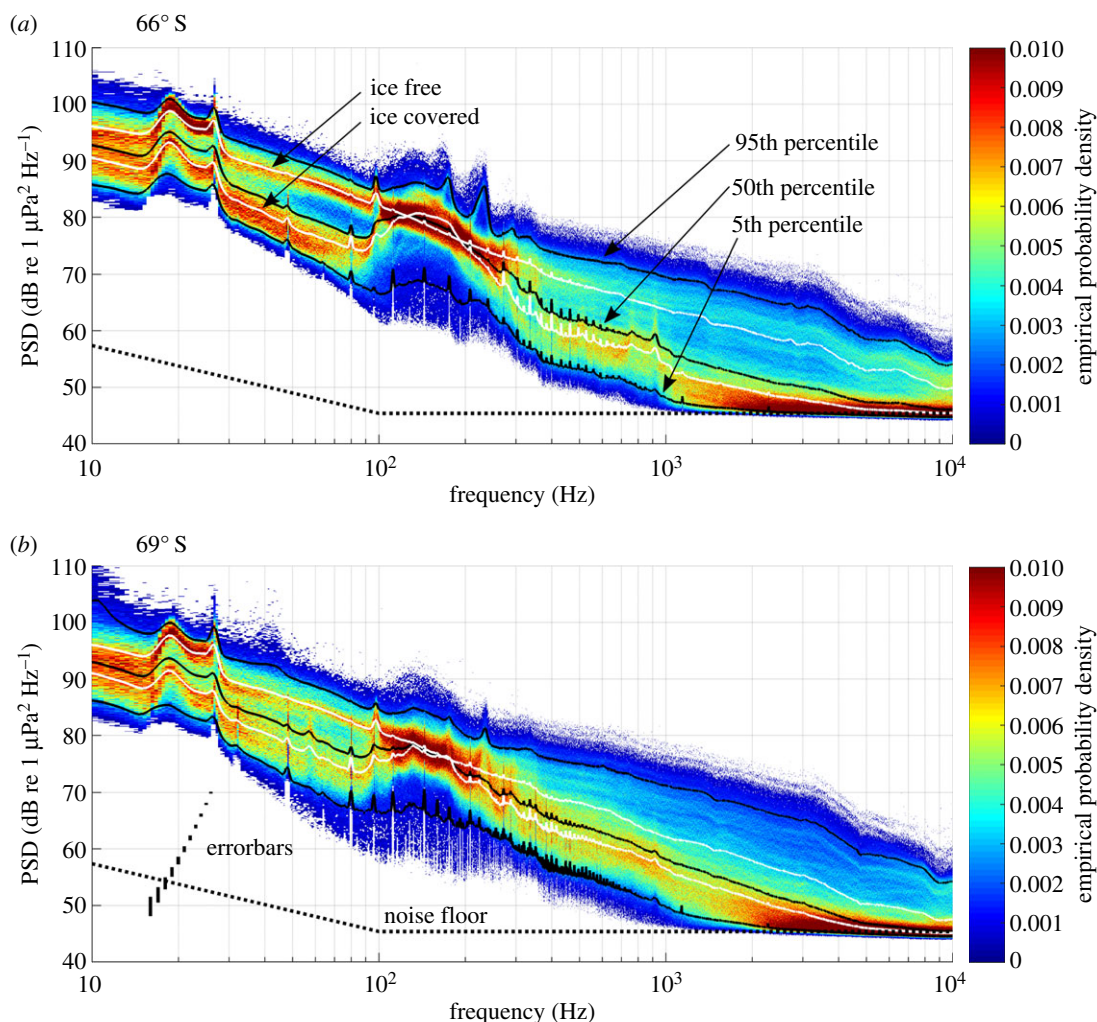 (a)
66° S
110
100
90
80
70
60
50
40
PSD (dB re 1 µPa² Hz⁻¹)
ice free
ice covered
95th percentile
50th percentile
5th percentile
10
10²
10³
10⁴
frequency (Hz)
0.010
0.009
0.008
0.007
0.006
0.005
0.004
0.003
0.002
0.001
0
empirical probability density
(b)
69° S
110
100
90
80
70
60
50
40
PSD (dB re 1 µPa² Hz⁻¹)
errorbars
noise floor
10
10²
10³
10⁴
frequency (Hz)
0.010
0.009
0.008
0.007
0.006
0.005
0.004
0.003
0.002
0.001
0
empirical probability density